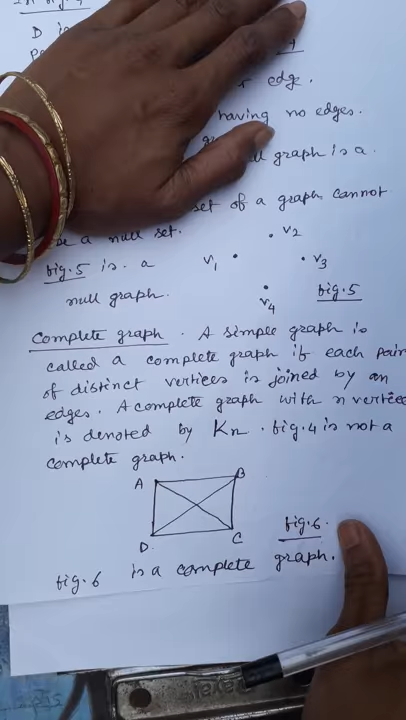 D is
edge.
having no edges.
graph is a
set of a graph cannot
be a null set.
v2
fig.5 is a
v1
v3
null graph.
v4
fig.5
Complete graph. A simple graph is
called a complete graph if each pair
of distinct vertices is joined by an
edges. A complete graph with n vertices
is denoted by Kn. fig.4 is not a
complete graph.
A
B
D
C
fig.6.
fig.6 is a complete graph.